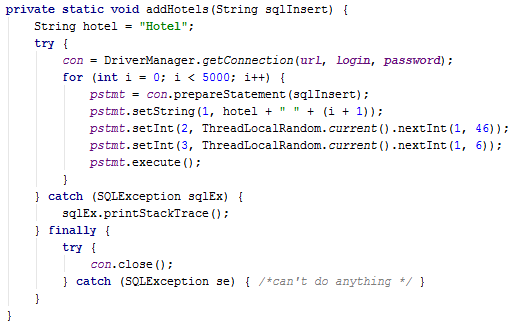 private static void addHotels(String sqlInsert) {
    String hotel = "Hotel";
    try {
        con = DriverManager.getConnection(url, login, password);
        for (int i = 0; i < 5000; i++) {
            pstmt = con.prepareStatement(sqlInsert);
            pstmt.setString(1, hotel + " " + (i + 1));
            pstmt.setInt(2, ThreadLocalRandom.current().nextInt(1, 46));
            pstmt.setInt(3, ThreadLocalRandom.current().nextInt(1, 6));
            pstmt.execute();
        }
    } catch (SQLException sqlEx) {
        sqlEx.printStackTrace();
    } finally {
        try {
            con.close();
        } catch (SQLException se) { /*can't do anything */ }
    }
}